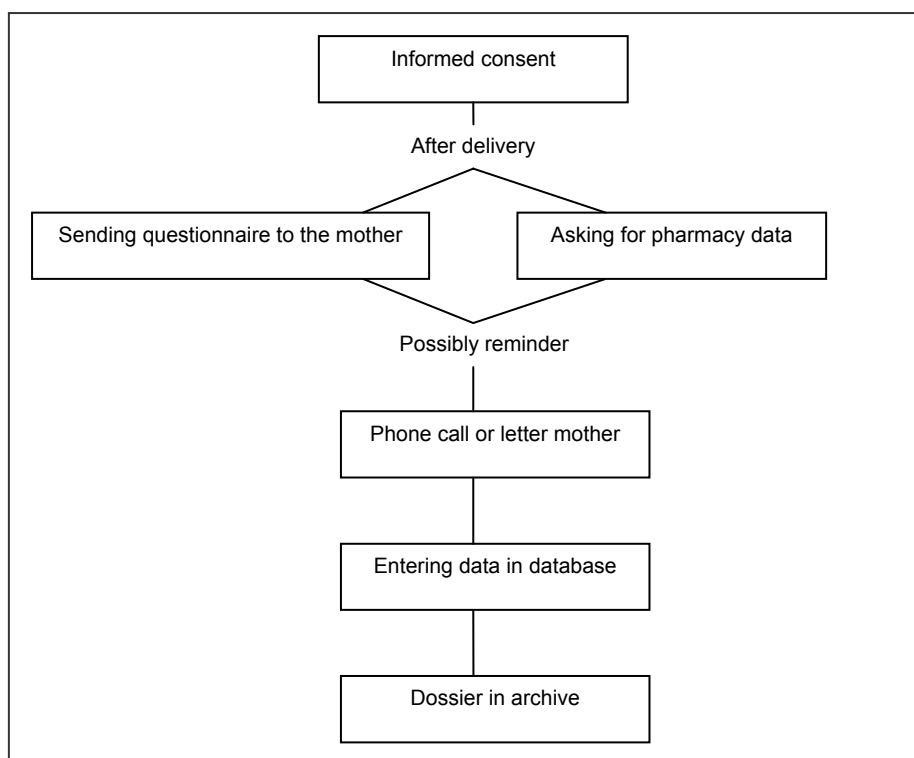 Informed consent
After delivery
Sending questionnaire to the mother
Asking for pharmacy data
Possibly reminder
Phone call or letter mother
Entering data in database
Dossier in archive